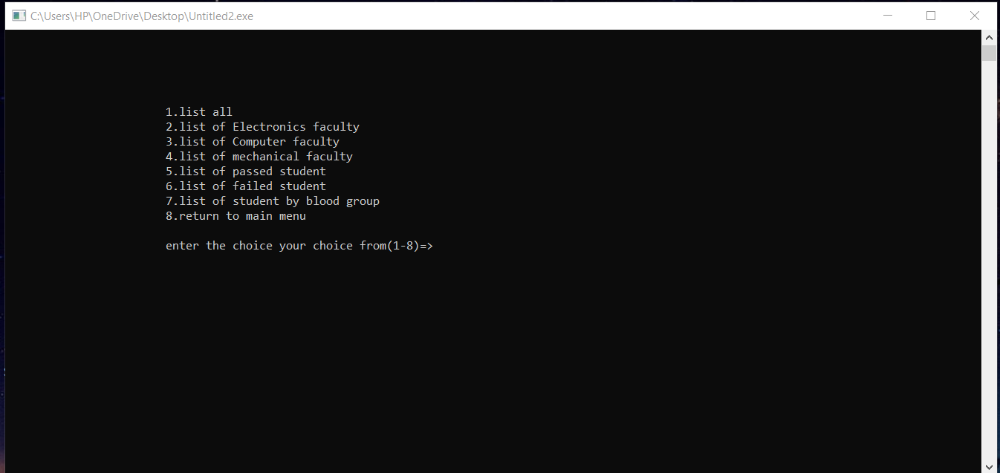 C:\Users\HP\OneDrive\Desktop\Untitled2.exe
1.list all
2.list of Electronics faculty
3.list of Computer faculty
4.list of mechanical faculty
5.list of passed student
6.list of failed student
7.list of student by blood group
8.return to main menu
enter the choice your choice from(1-8)=>